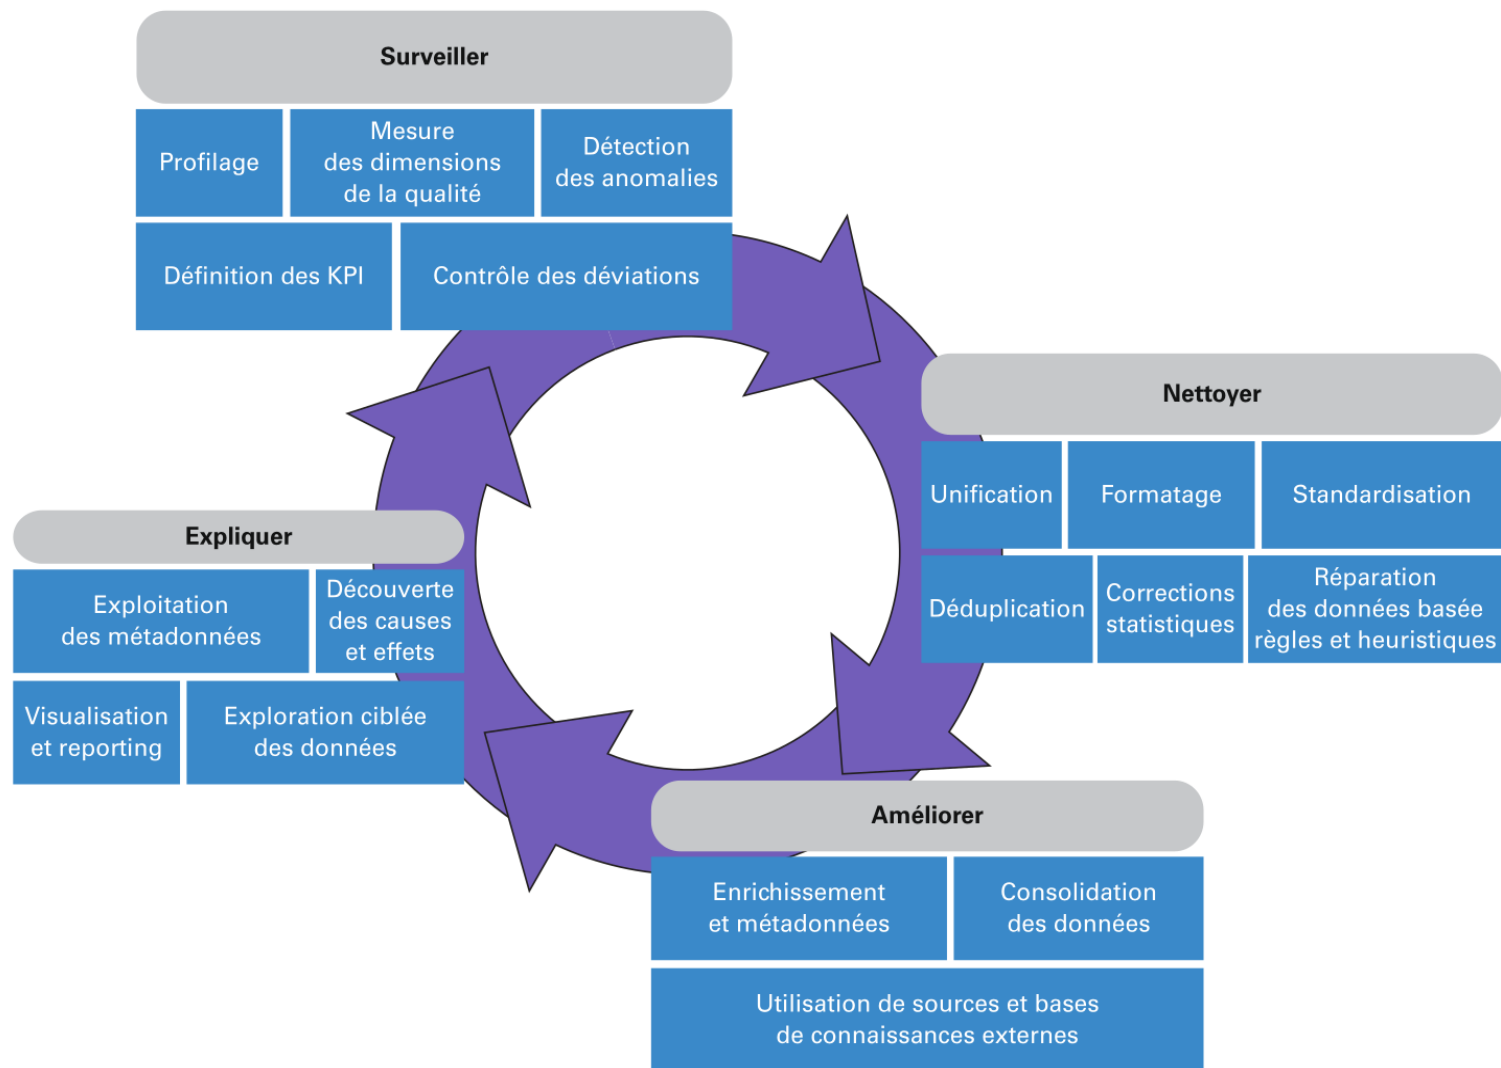 Surveiller
Profilage
Mesure
des dimensions
de la qualité
Détection
des anomalies
Définition des KPI
Contrôle des déviations
Nettoyer
Unification
Formatage
Standardisation
Déduplication
Corrections
statistiques
Réparation
des données basée
règles et heuristiques
Améliorer
Enrichissement
et métadonnées
Consolidation
des données
Utilisation de sources et bases
de connaissances externes
Expliquer
Exploitation
des métadonnées
Découverte
des causes
et effets
Visualisation
et reporting
Exploration ciblée
des données